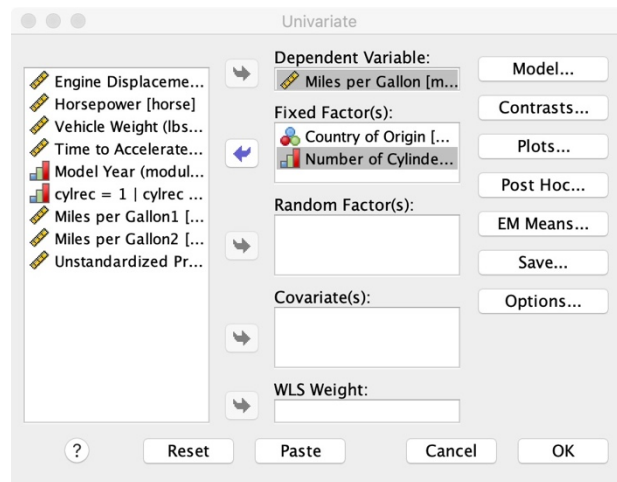 Univariate
Engine Displaceme...
Horsepower [horse]
Vehicle Weight (lbs...
Time to Accelerate...
Model Year (modul...
cylrec = 1 | cylrec ...
Miles per Gallon1 [...
Miles per Gallon2 [...
Unstandardized Pr...
Dependent Variable:
Miles per Gallon [m...
Fixed Factor(s):
Country of Origin [...
Number of Cylinde...
Random Factor(s):
Covariate(s):
WLS Weight:
Model...
Contrasts...
Plots...
Post Hoc...
EM Means...
Save...
Options...
?
Reset
Paste
Cancel
OK